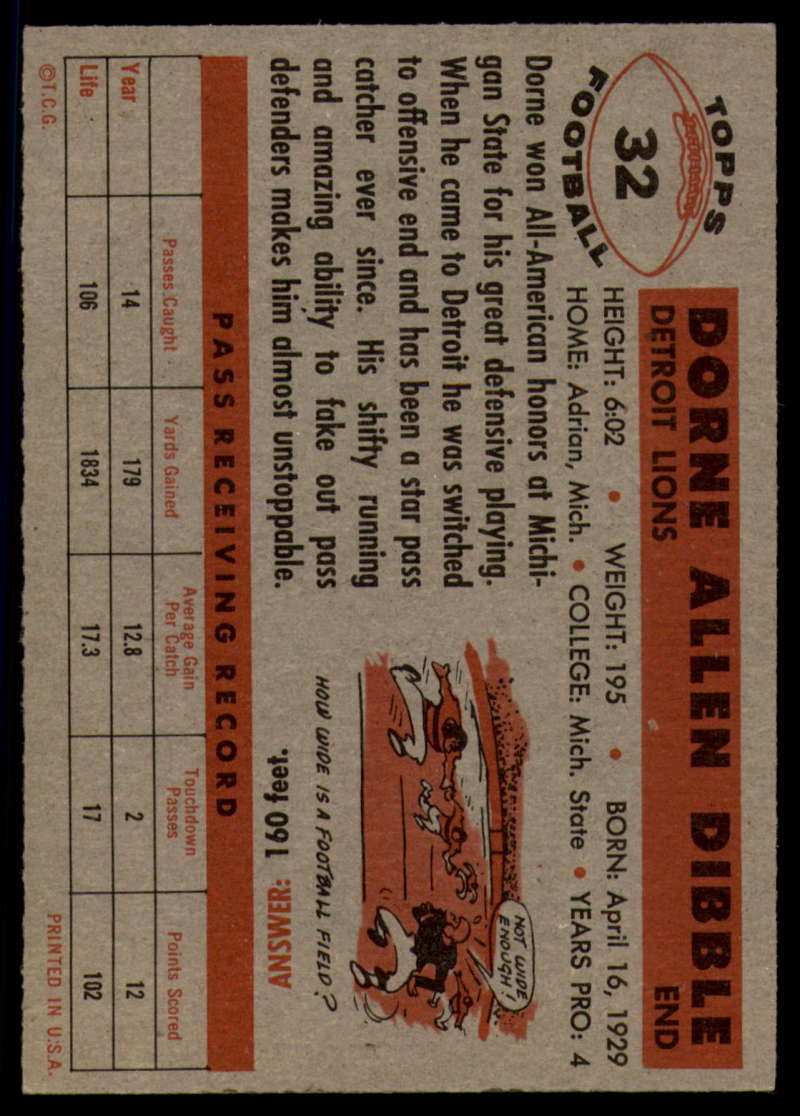 TOPPS
32
FOOTBALL
DORNE ALLEN DIBBLE
DETROIT LIONS END
HEIGHT: 6:02 • WEIGHT: 195 • BORN: April 16, 1929
HOME: Adrian, Mich. • COLLEGE: Mich. State • YEARS PRO: 4
Dorne won All-American honors at Michi-
gan State for his great defensive playing.
When he came to Detroit he was switched
to offensive end and has been a star pass
catcher ever since. His shifty running
and amazing ability to fake out pass
defenders makes him almost unstoppable.
NOT WIDE
ENOUGH!
HOW WIDE IS A FOOTBALL FIELD?
ANSWER: 160 feet.
PASS RECEIVING RECORD
Passes Caught Yards Gained Average Gain Per Catch Touchdown Passes Points Scored
Year 14 179 12.8 2 12
Life 106 1834 17.3 17 102
©T.C.G. PRINTED IN U.S.A.